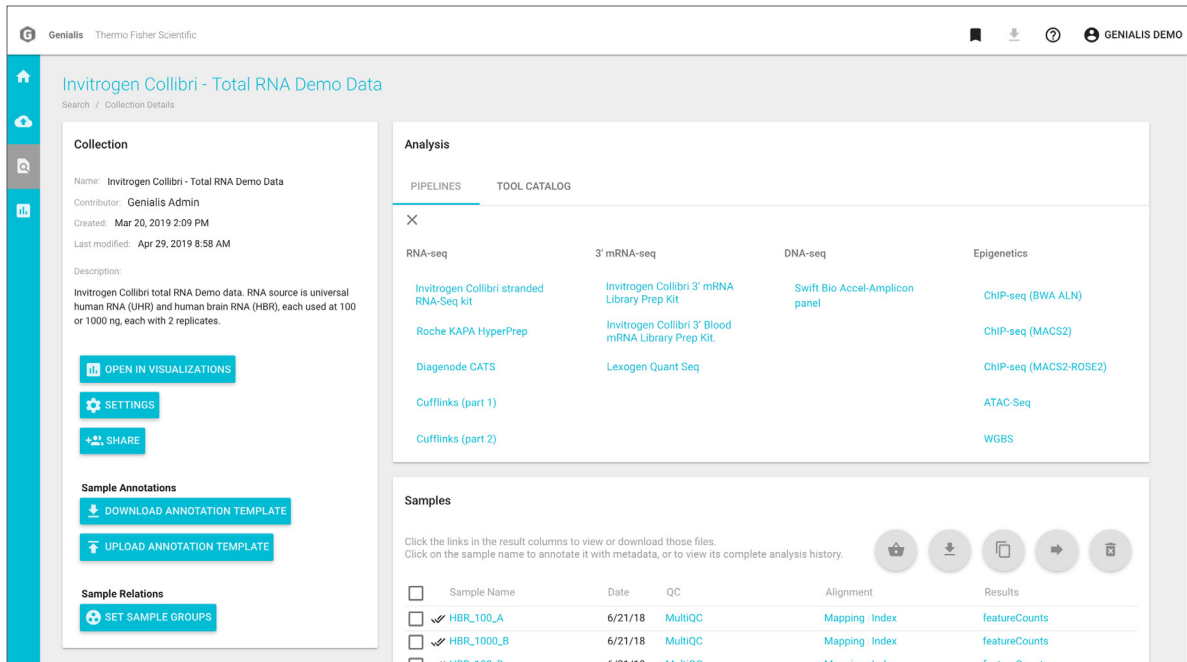 Genialis Thermo Fisher Scientific
GENIALIS DEMO
Invitrogen Collibri - Total RNA Demo Data
Search / Collection Details
Collection
Name: Invitrogen Collibri - Total RNA Demo Data
Contributor: Genialis Admin
Created: Mar 20, 2019 2:09 PM
Last modified: Apr 29, 2019 8:58 AM
Description:
Invitrogen Collibri total RNA Demo data. RNA source is universal
human RNA (UHR) and human brain RNA (HBR), each used at 100
or 1000 ng, each with 2 replicates.
OPEN IN VISUALIZATIONS
SETTINGS
SHARE
Sample Annotations
DOWNLOAD ANNOTATION TEMPLATE
UPLOAD ANNOTATION TEMPLATE
Sample Relations
SET SAMPLE GROUPS
Analysis
PIPELINES TOOL CATALOG
RNA-seq
Invitrogen Collibri stranded
RNA-Seq kit
Roche KAPA HyperPrep
Diagenode CATS
Cufflinks (part 1)
Cufflinks (part 2)
3' mRNA-seq
Invitrogen Collibri 3' mRNA
Library Prep Kit
Invitrogen Collibri 3' Blood
mRNA Library Prep Kit.
Lexogen Quant Seq
DNA-seq
Swift Bio Accel-Amplicon
panel
Epigenetics
ChIP-seq (BWA ALN)
ChIP-seq (MACS2)
ChIP-seq (MACS2-ROSE2)
ATAC-Seq
WGBS
Samples
Click the links in the result columns to view or download those files.
Click on the sample name to annotate it with metadata, or to view its complete analysis history.
Sample Name Date QC Alignment Results
HBR_100_A 6/21/18 MultiQC Mapping | Index featureCounts
HBR_1000_B 6/21/18 MultiQC Mapping | Index featureCounts